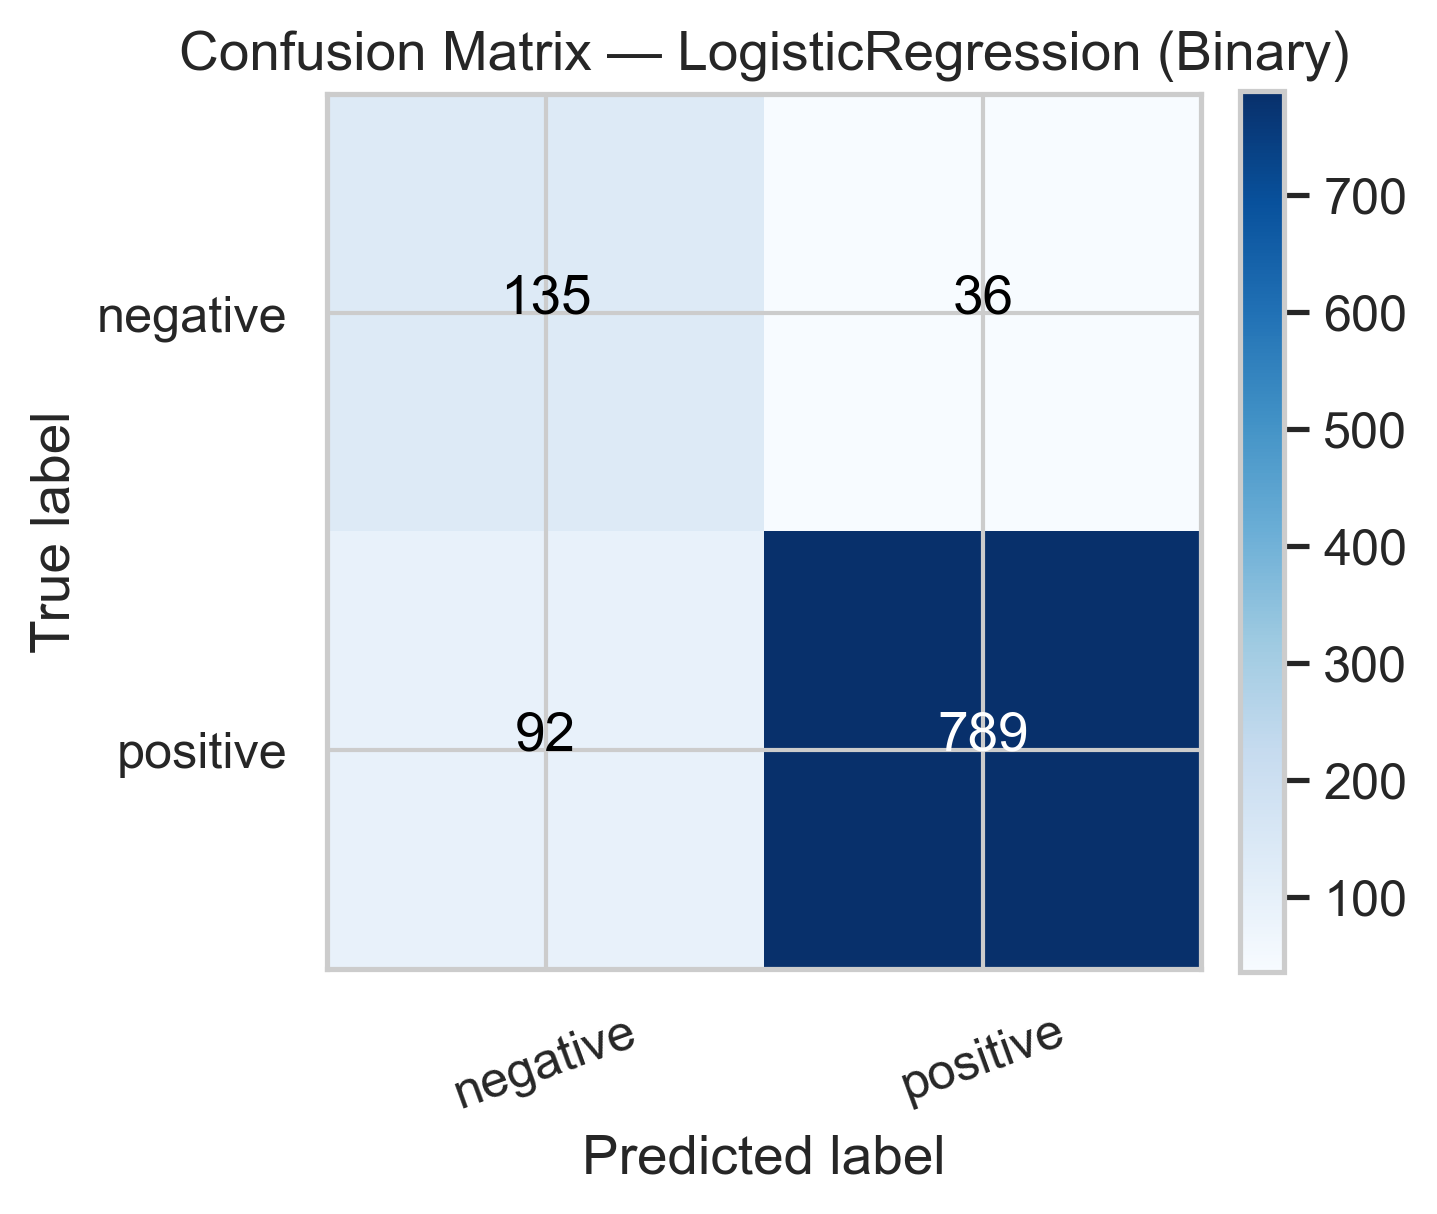 Confusion Matrix — LogisticRegression (Binary)
True label
negative
positive
135
36
92
789
700
600
500
400
300
200
100
negative
positive
Predicted label